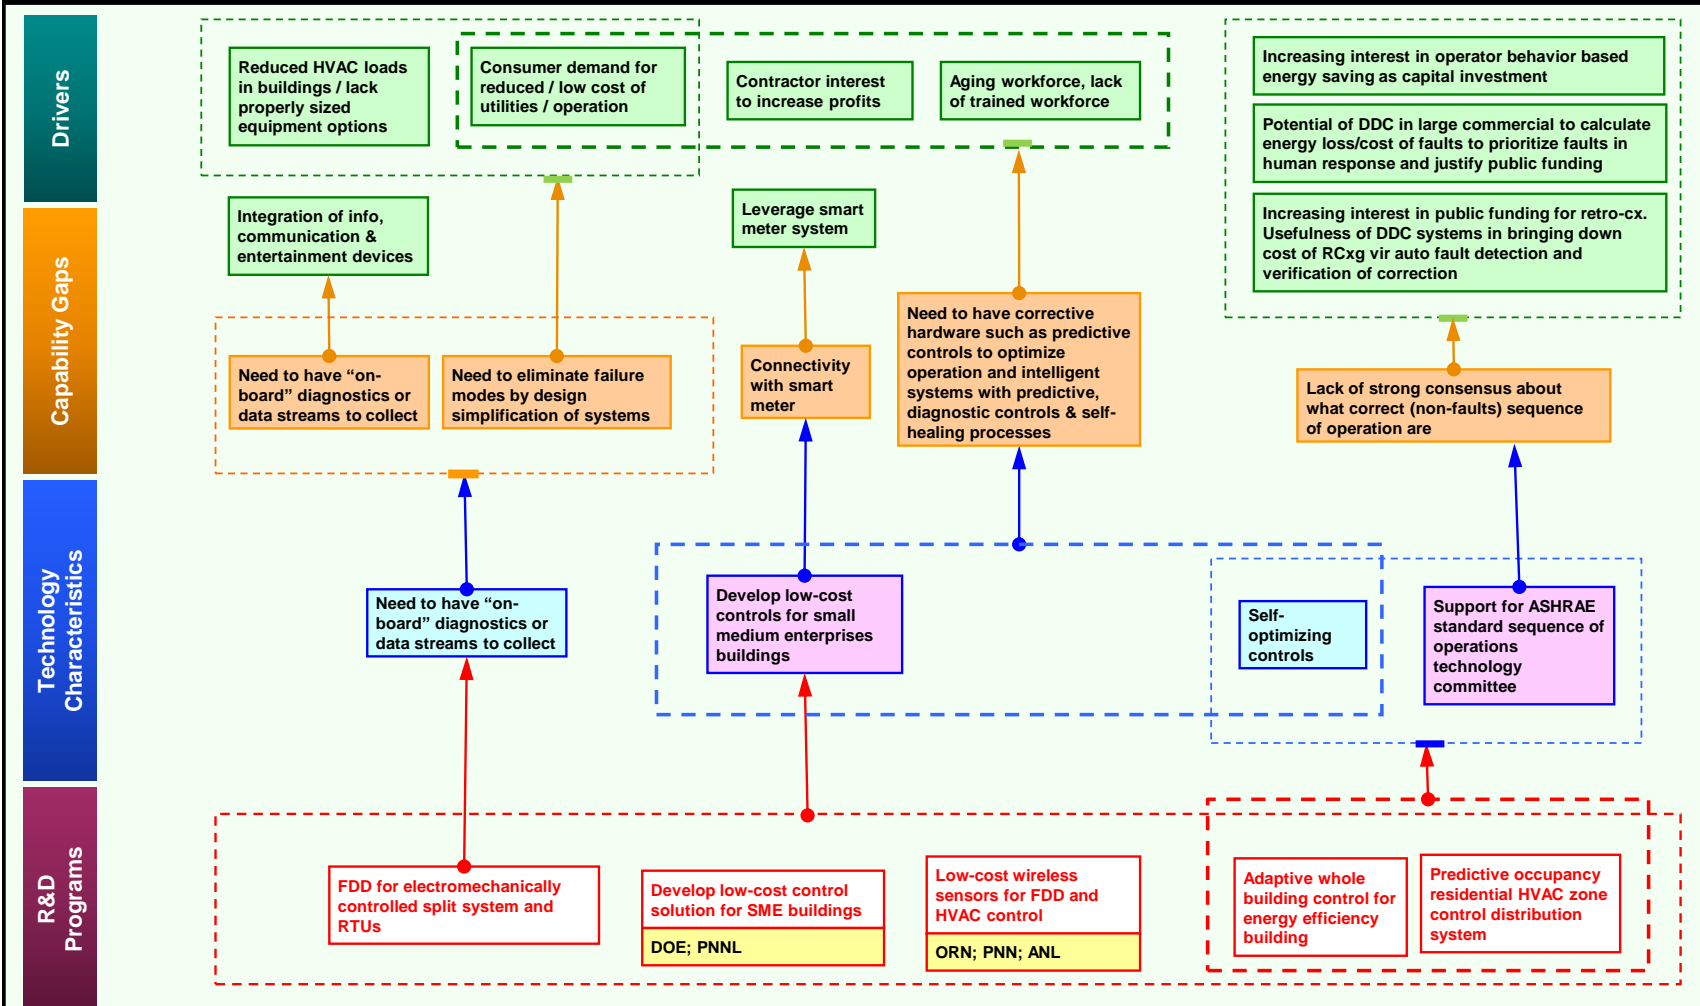 Drivers
Reduced HVAC loads
in buildings / lack
properly sized
equipment options
Consumer demand for
reduced / low cost of
utilities / operation
Contractor interest
to increase profits
Aging workforce, lack
of trained workforce
Increasing interest in operator behavior based
energy saving as capital investment
Potential of DDC in large commercial to calculate
energy loss/cost of faults to prioritize faults in
human response and justify public funding
Increasing interest in public funding for retro-cx.
Usefulness of DDC systems in bringing down
cost of RCxg vir auto fault detection and
verification of correction
Integration of info,
communication &
entertainment devices
Leverage smart
meter system
Capability Gaps
Need to have “on-
board” diagnostics or
data streams to collect
Need to eliminate failure
modes by design
simplification of systems
Connectivity
with smart
meter
Need to have corrective
hardware such as predictive
controls to optimize
operation and intelligent
systems with predictive,
diagnostic controls & self-
healing processes
Lack of strong consensus about
what correct (non-faults) sequence
of operation are
Technology
Characteristics
Need to have “on-
board” diagnostics or
data streams to collect
Develop low-cost
controls for small
medium enterprises
buildings
Self-
optimizing
controls
Support for ASHRAE
standard sequence of
operations
technology
committee
R&D
Programs
FDD for electromechanically
controlled split system and
RTUs
Develop low-cost control
solution for SME buildings
DOE; PNNL
Low-cost wireless
sensors for FDD and
HVAC control
ORN; PNN; ANL
Adaptive whole
building control for
energy efficiency
building
Predictive occupancy
residential HVAC zone
control distribution
system